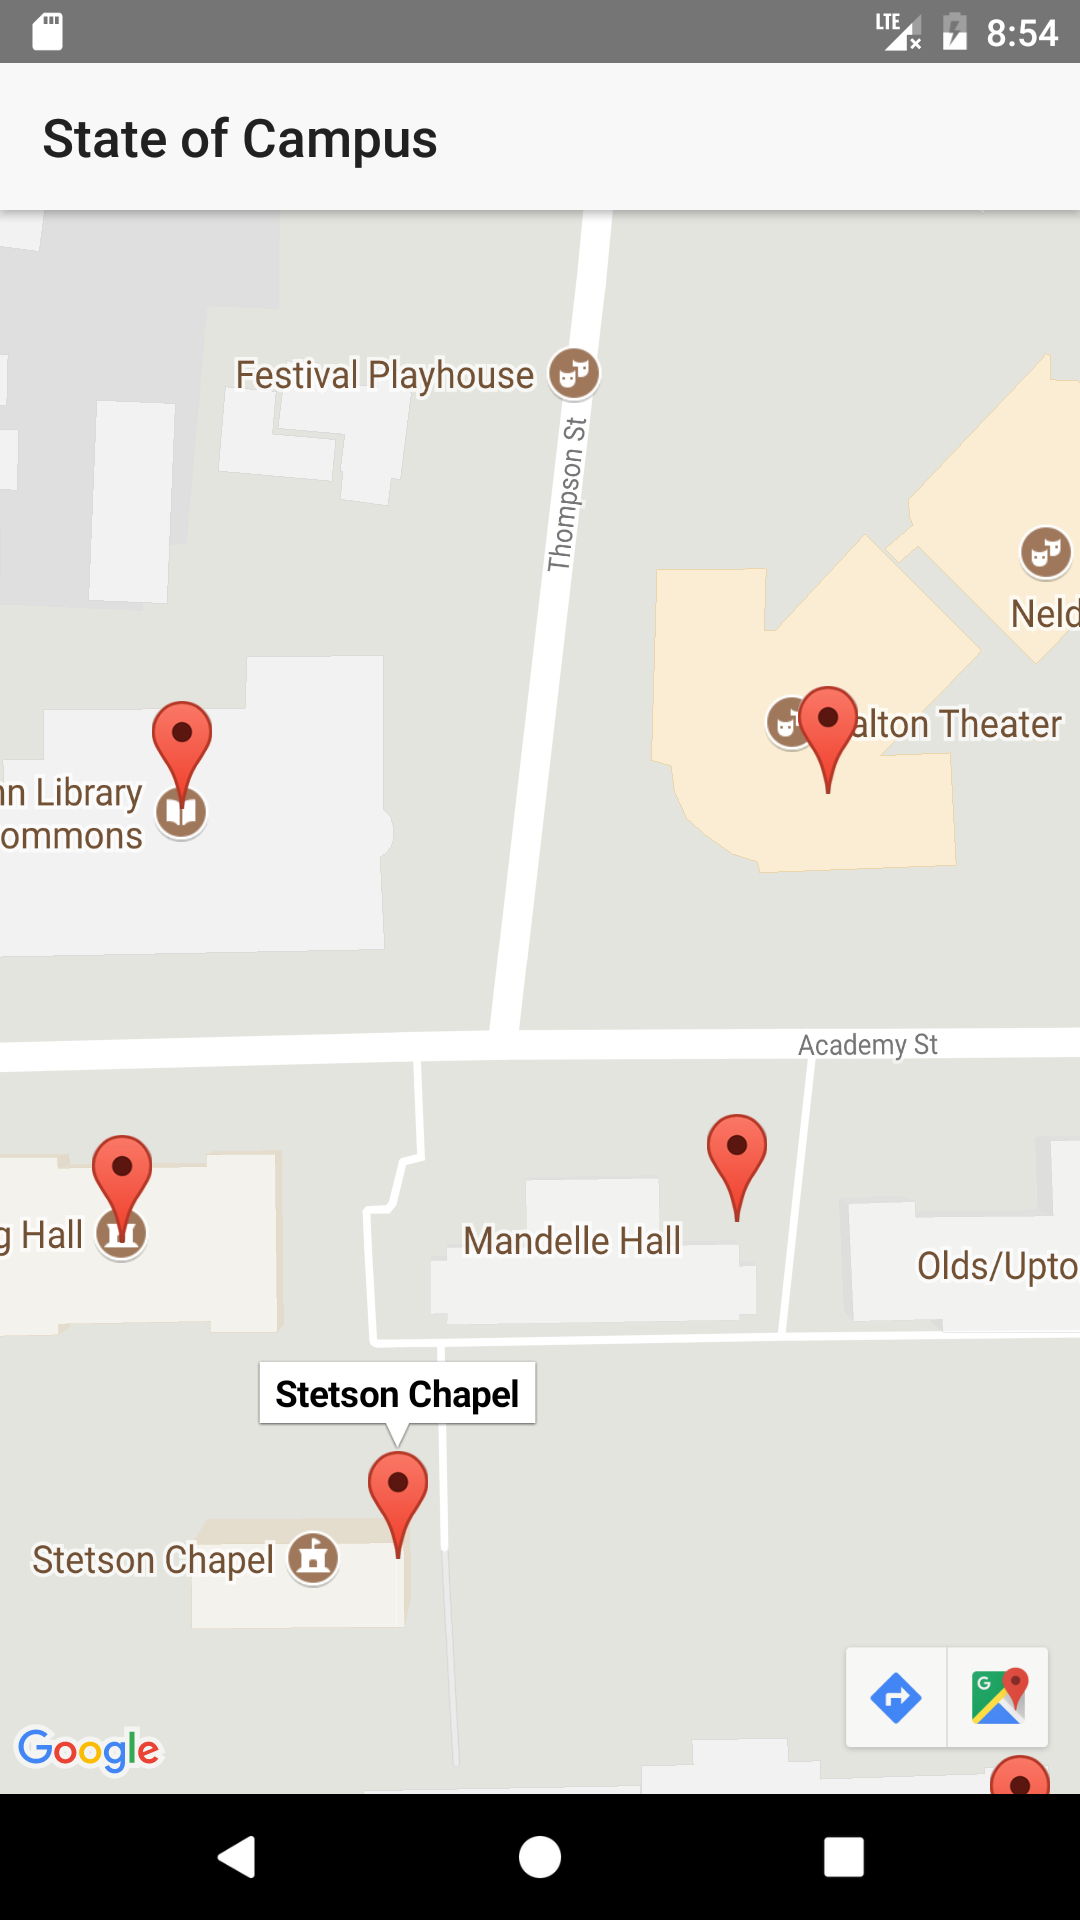 LTE 8:54
State of Campus
Festival Playhouse
Thompson St
Neld
alton Theater
nn Library
ommons
Academy St
g Hall
Mandelle Hall
Olds/Upto
Stetson Chapel
Stetson Chapel
G
Google